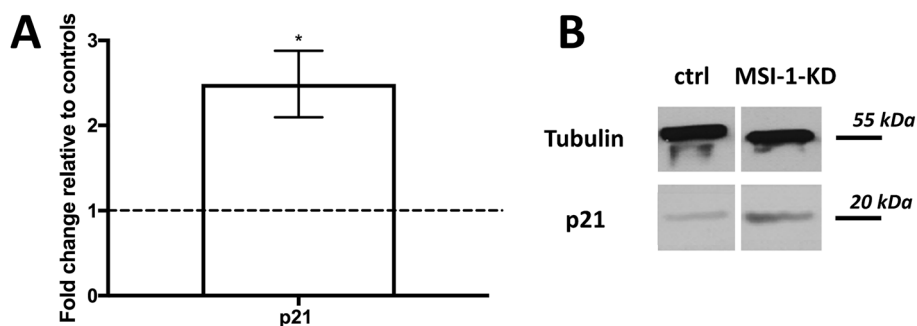 A
Fold change relative to controls
3
2
1
0
*
p21
B
ctrl MSI-1-KD
Tubulin 55 kDa
p21 20 kDa